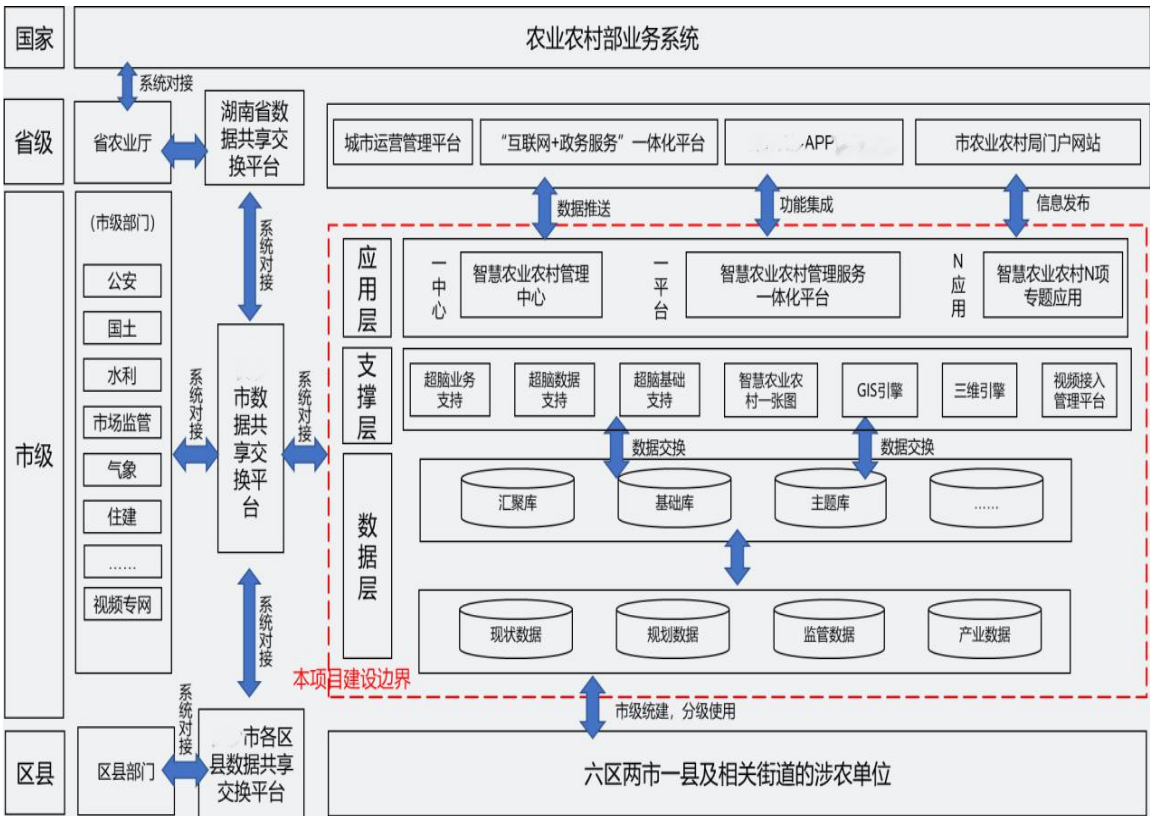 国家
农业农村部业务系统
系统对接
省级
省农业厅
湖南省数
据共享交
换平台
城市运营管理平台
“互联网+政务服务”一体化平台
APP
市农业农村局门户网站
数据推送
功能集成
信息发布
市级
(市级部门)
公安
国土
水利
市场监管
气象
住建
……
视频专网
系统对接
系统对接
市数
据共
享交
换平
台
系统对接
系统对接
应用层
一中心
智慧农业农村管理
中心
一平台
智慧农业农村管理服务
一体化平台
N应用
智慧农业农村N项
专题应用
支撑层
超脑业务
支持
超脑数据
支持
超脑基础
支持
智慧农业农
村一张图
GIS引擎
三维引擎
视频接入
管理平台
数据交换
数据交换
数据层
汇聚库
基础库
主题库
……
现状数据
规划数据
监管数据
产业数据
本项目建设边界
市级统建，分级使用
区县
区县部门
系统对接
市各区
县数据共享
交换平台
六区两市一县及相关街道的涉农单位